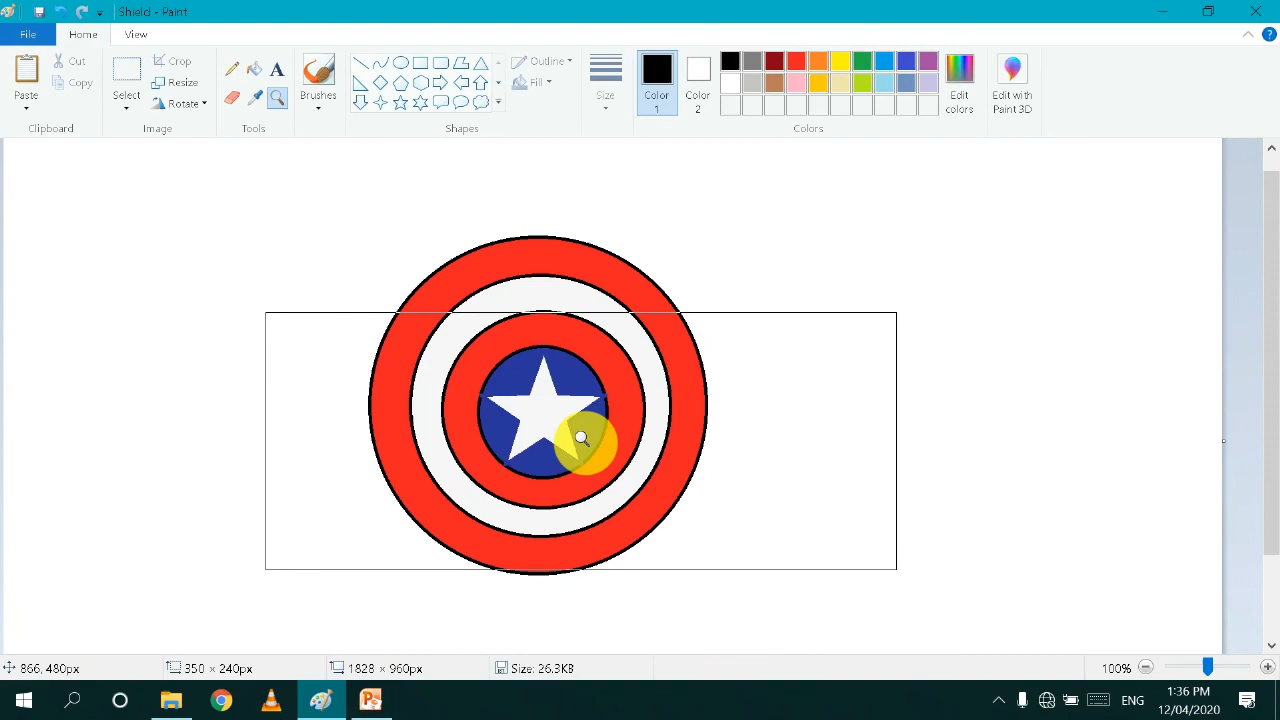 Shield - Paint
File Home View
Paste
Cut
Copy
Clipboard
Select
Crop
Resize
Rotate
Image
A
Tools
Brushes
Outline
Fill
Shapes
Size
Color 1
Color 2
Edit colors
Colors
Edit with Paint 3D
?
866, 480px
350 × 240px
1828 × 960px
Size: 26.3KB
100%
ENG
1:36 PM
12/04/2020